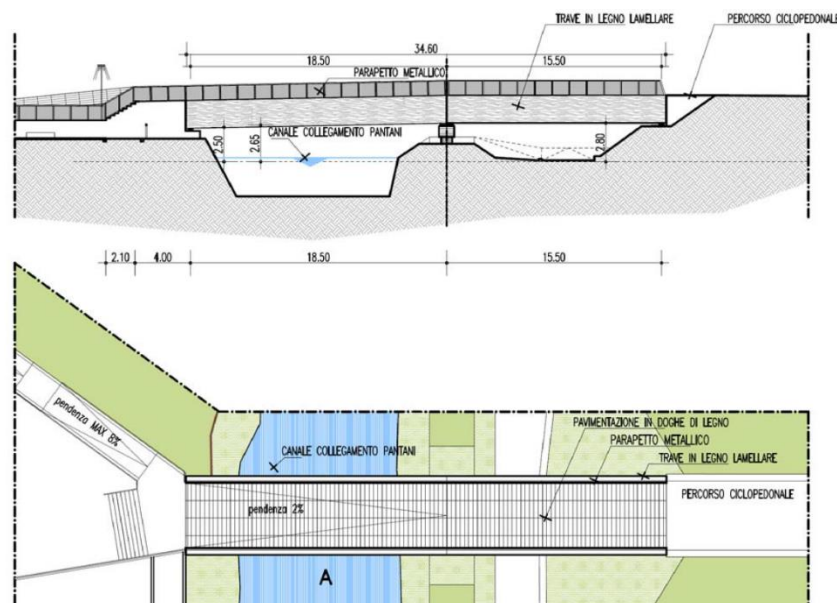 TRAVE IN LEGNO LAMELLARE
PERCORSO CICLOPEDONALE
34.60
18.50
15.50
PARAPETTO METALLICO
CANALE COLLEGAMENTO PANTANI
2.50
2.65
2.80
2.10
4.00
18.50
15.50
pendenza MAX 8%
PAVIMENTAZIONE IN DOGHE DI LEGNO
PARAPETTO METALLICO
CANALE COLLEGAMENTO PANTANI
TRAVE IN LEGNO LAMELLARE
PERCORSO CICLOPEDONALE
pendenza 2%
A